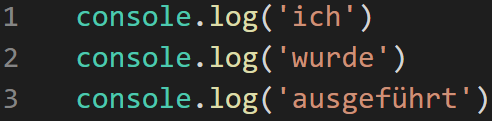 1 console.log('ich')
2 console.log('wurde')
3 console.log('ausgeführt')